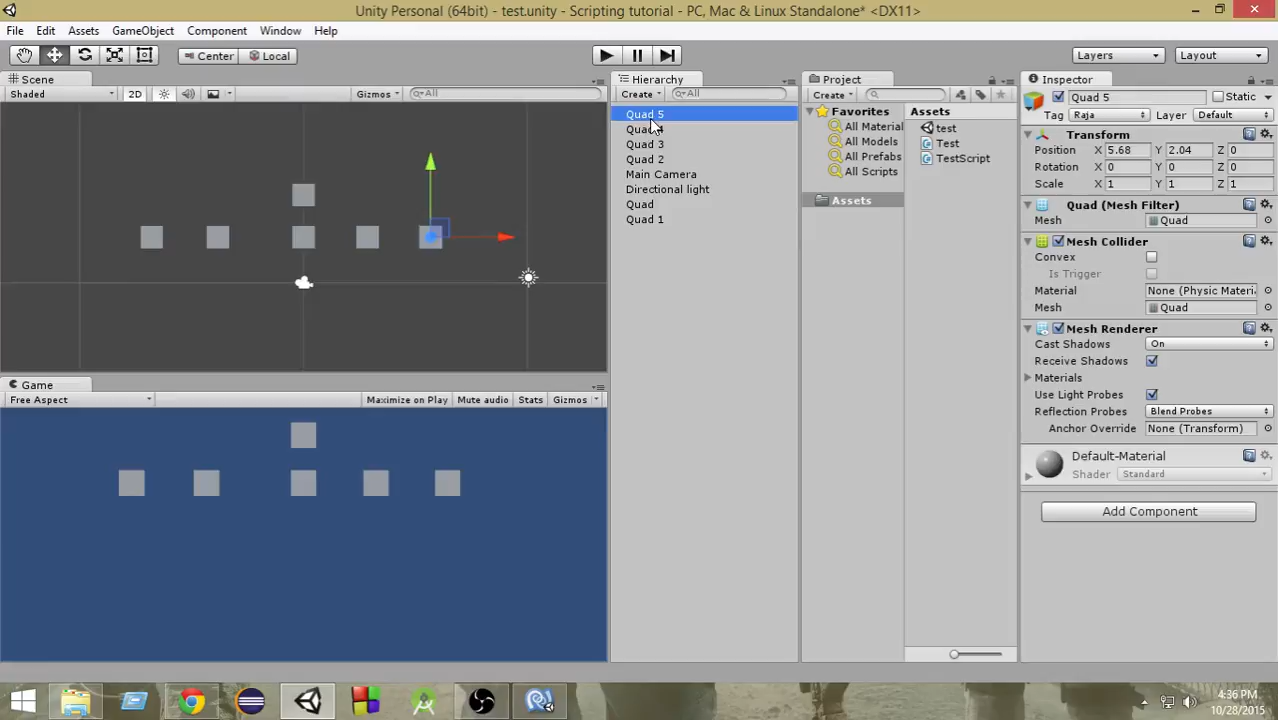 Unity Personal (64bit) - test.unity - Scripting tutorial - PC, Mac & Linux Standalone* <DX11>
File Edit Assets GameObject Component Window Help
Center Local Layers Layout
Scene
Shaded 2D Gizmos All
Game
Free Aspect Maximize on Play Mute audio Stats Gizmos
Hierarchy
Create All
Quad 5
Quad 4
Quad 3
Quad 2
Main Camera
Directional light
Quad
Quad 1
Project
Create
Favorites
All Material
All Models
All Prefabs
All Scripts
Assets
Assets
test
Test
TestScript
Inspector
Quad 5 Static
Tag Raja Layer Default
Transform
Position X 5.68 Y 2.04 Z 0
Rotation X 0 Y 0 Z 0
Scale X 1 Y 1 Z 1
Quad (Mesh Filter)
Mesh Quad
Mesh Collider
Convex
Is Trigger
Material None (Physic Materi
Mesh Quad
Mesh Renderer
Cast Shadows On
Receive Shadows
Materials
Use Light Probes
Reflection Probes Blend Probes
Anchor Override None (Transform)
Default-Material
Shader Standard
Add Component
4:36 PM
10/28/2015